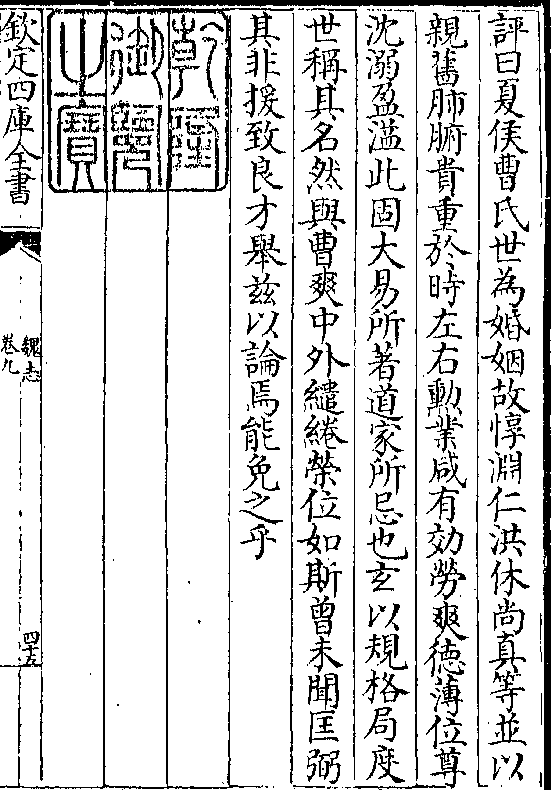 評曰夏侯曹氏世為婚姻故惇淵仁洪休尚真等並以
親舊肺腑貴重於時左右勲業咸有効勞爽德薄位尊
沈溺盈溢此固大易所著道家所忌也玄以規格局度
世稱其名然與曹爽中外繾綣榮位如斯曾未聞匡弼
其非援致良才舉兹以論焉能免之乎
乾隆
御覽
之寶
欽定四庫全書
魏志
卷九
四十五